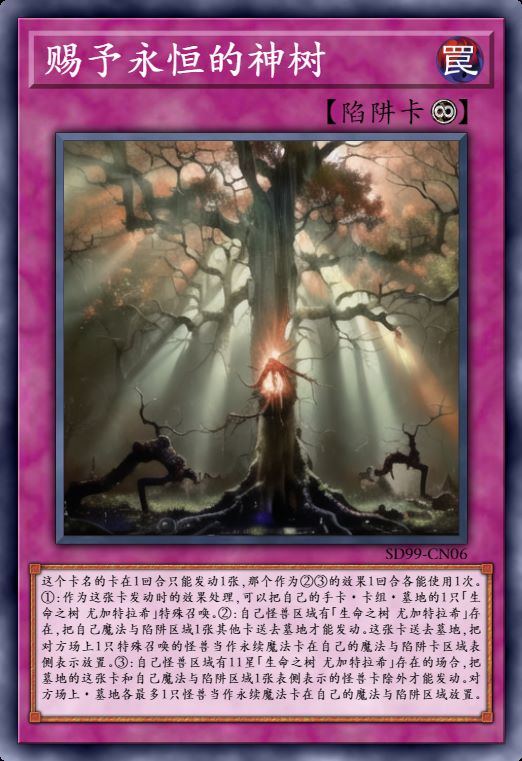 赐予永恒的神树
罠
【陷阱卡♾】
SD99-CN06
这个卡名的卡在1回合只能发动1张,那个作为②③的效果1回合各能使用1次。
①:作为这张卡发动时的效果处理,可以把自己的手卡·卡组·墓地的1只｢生
命之树 尤加特拉希｣特殊召唤。②:自己怪兽区域有｢生命之树 尤加特拉希｣存
在,把自己魔法与陷阱区域1张其他卡送去墓地才能发动。这张卡送去墓地,把
对方场上1只特殊召唤的怪兽当作永续魔法卡在自己的魔法与陷阱卡区域表
侧表示放置。③:自己怪兽区域有11星｢生命之树 尤加特拉希｣存在的场合,把
墓地的这张卡和自己魔法与陷阱区域1张表侧表示的怪兽卡除外才能发动。对
方场上·墓地各最多1只怪兽当作永续魔法卡在自己的魔法与陷阱区域放置。